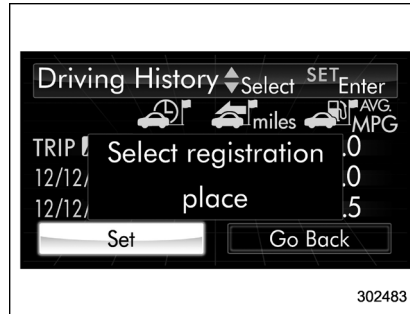 Driving History Select SET Enter
miles AVG. MPG
TRIP .0
Select registration
12/12/ .0
place
12/12/ .5
Set Go Back
302483